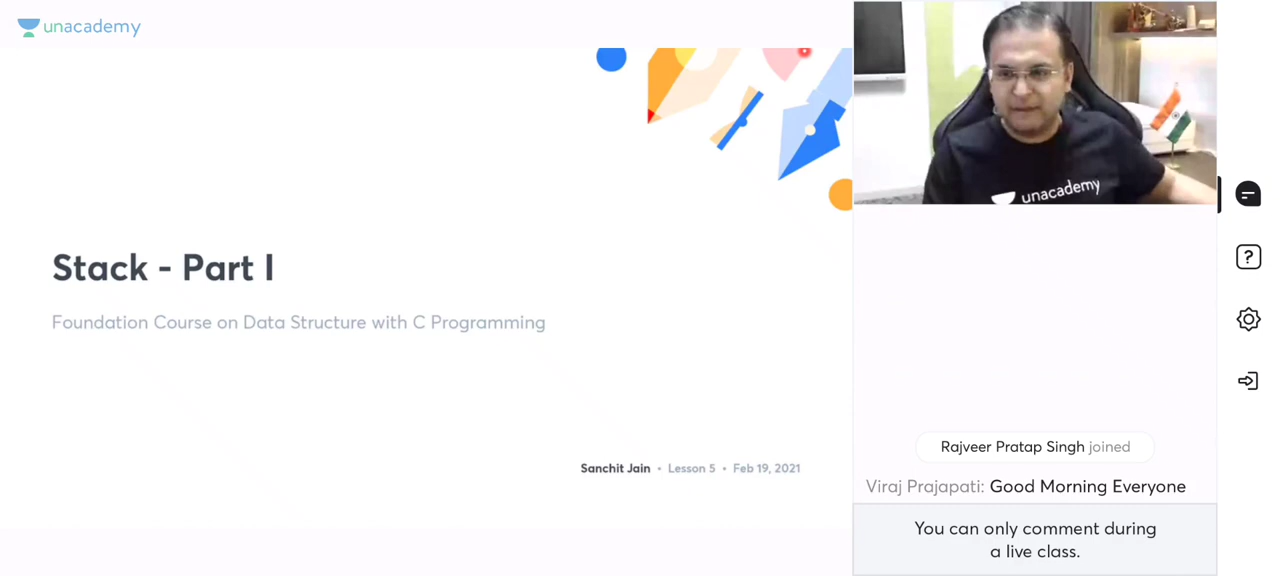 unacademy
Stack - Part I
Foundation Course on Data Structure with C Programming
Sanchit Jain • Lesson 5 • Feb 19, 2021
unacademy
Rajveer Pratap Singh joined
Viraj Prajapati: Good Morning Everyone
You can only comment during
a live class.